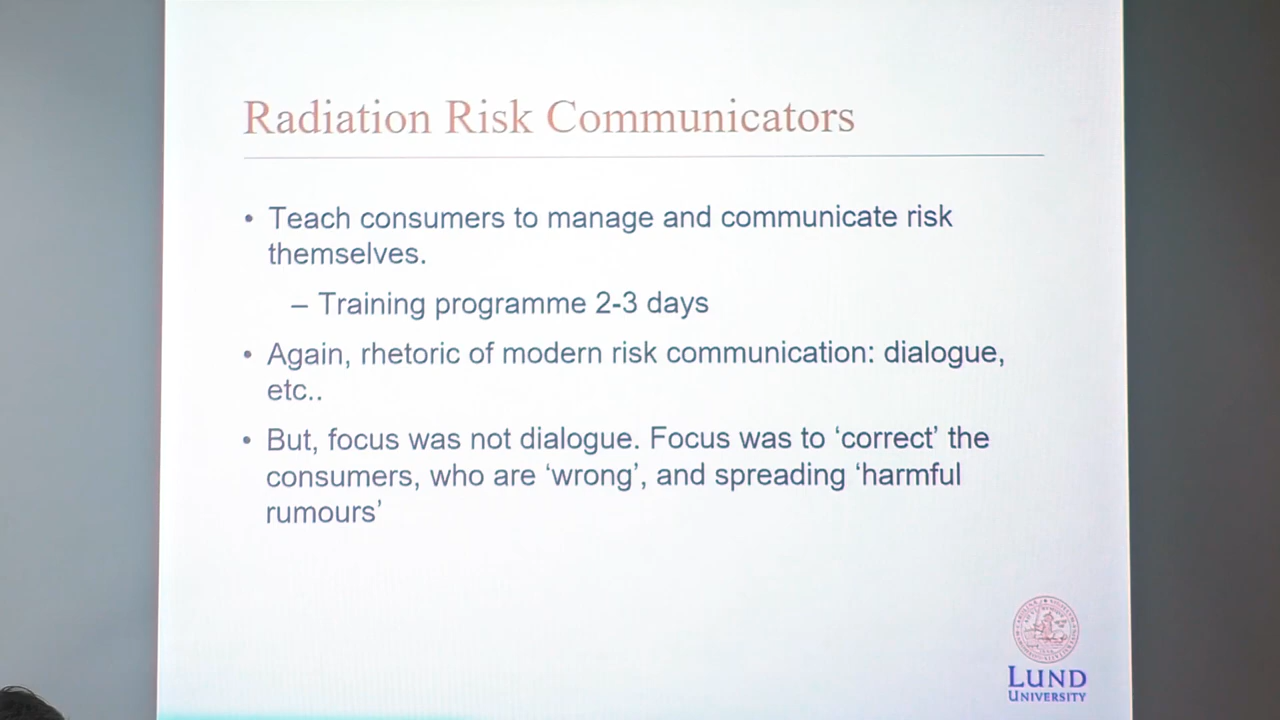 Radiation Risk Communicators
• Teach consumers to manage and communicate risk
themselves.
– Training programme 2-3 days
• Again, rhetoric of modern risk communication: dialogue,
etc..
• But, focus was not dialogue. Focus was to ‘correct’ the
consumers, who are ‘wrong’, and spreading ‘harmful
rumours’
LUND
UNIVERSITY